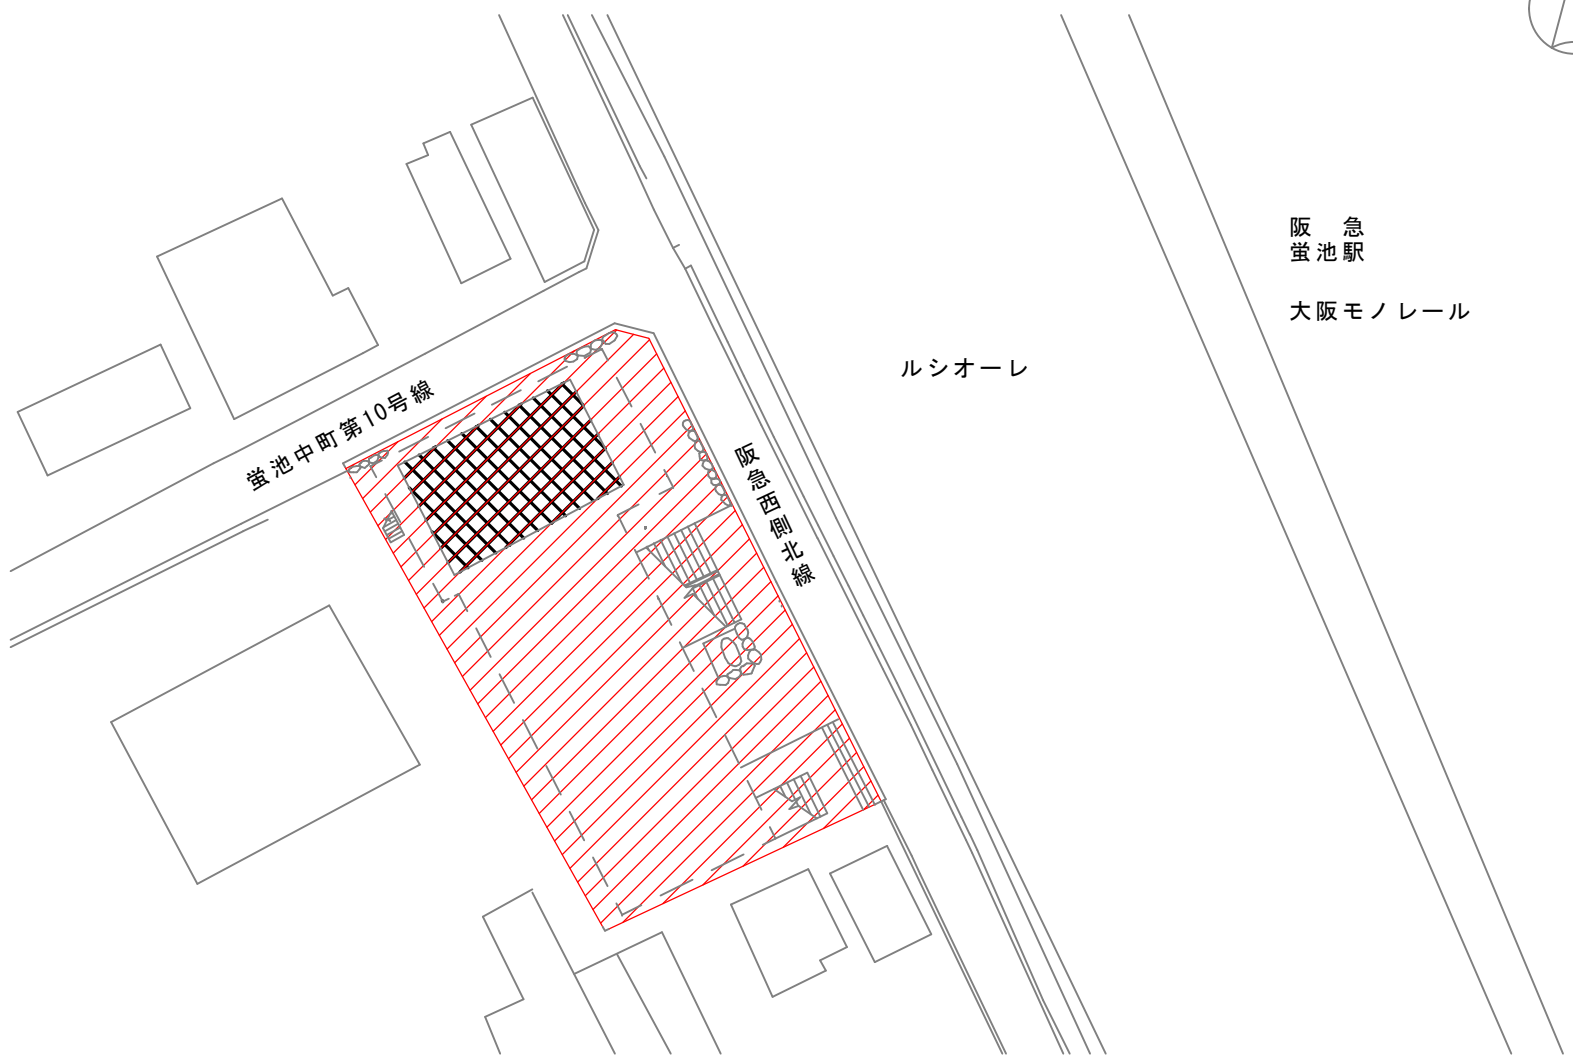 阪　急
蛍池駅
大阪モノレール
ルシオーレ
蛍池中町第10号線
阪急西側北線